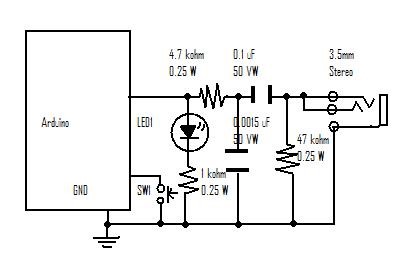 4.7 kohm
0.25 W
0.1 uF
50 VW
3.5mm
Stereo
Arduino
LED1
0.0015 uF
50 VW
47 kohm
0.25 W
GND
SW1
1 kohm
0.25 W